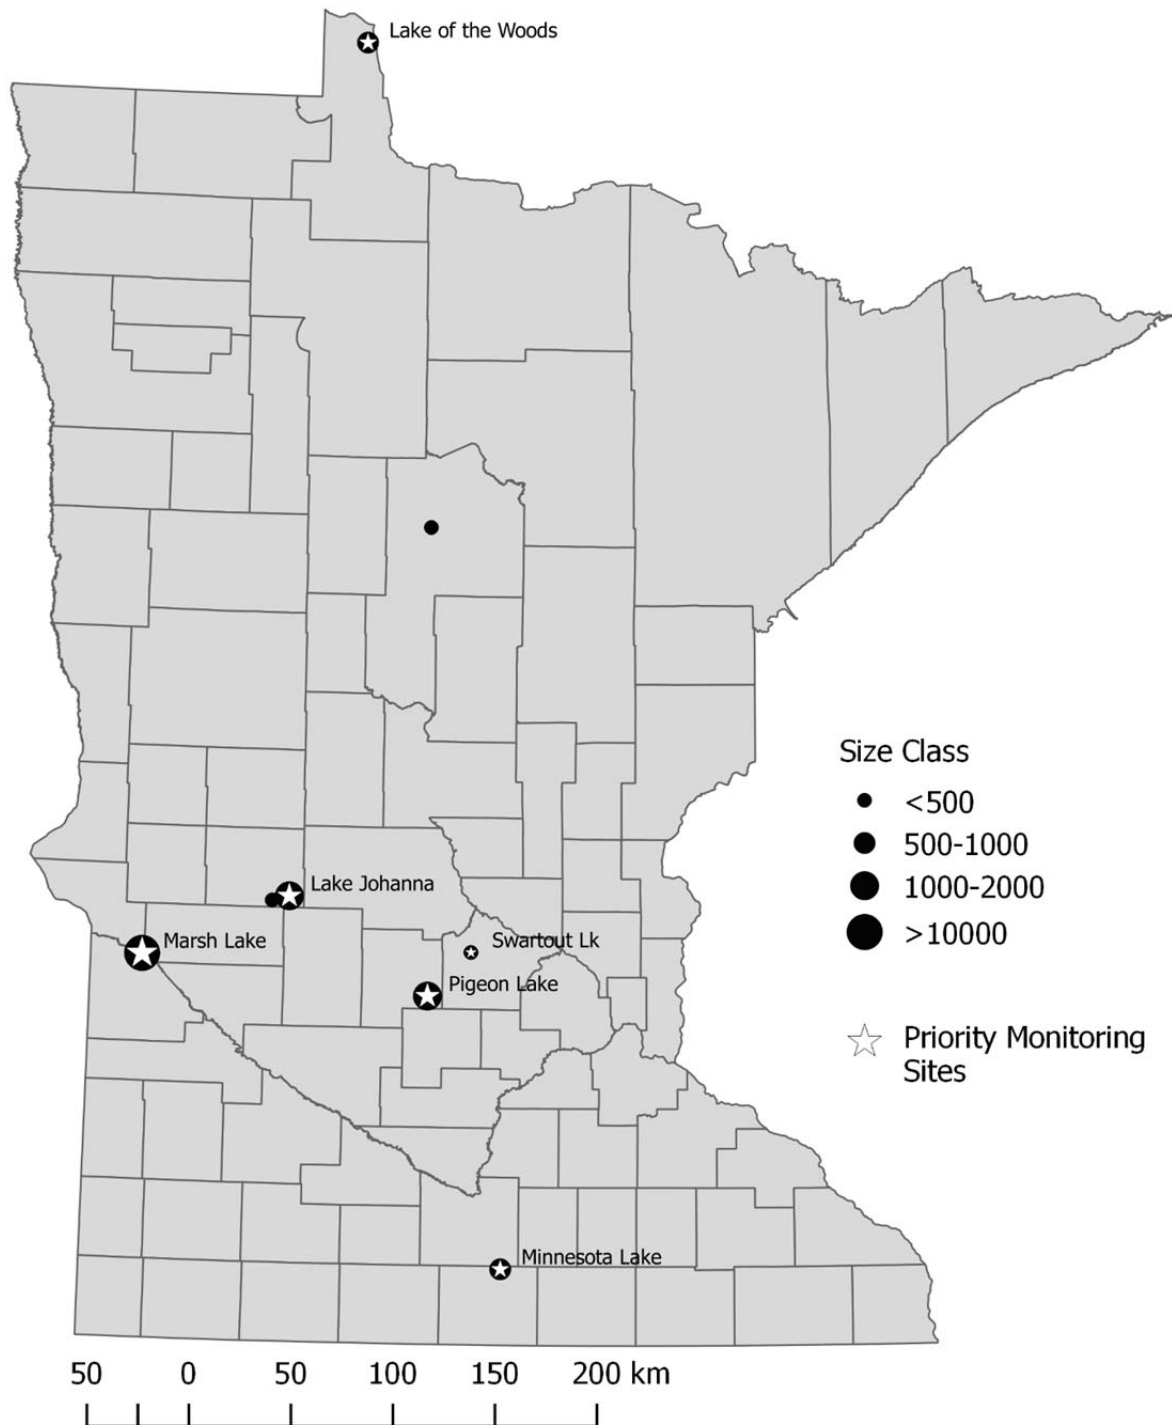 Lake of the Woods
Size Class
<500
500-1000
Lake Johanna
1000-2000
Marsh Lake
Swartout Lk
>10000
Pigeon Lake
Priority Monitoring
Sites
Minnesota Lake
50 0 50 100 150 200 km